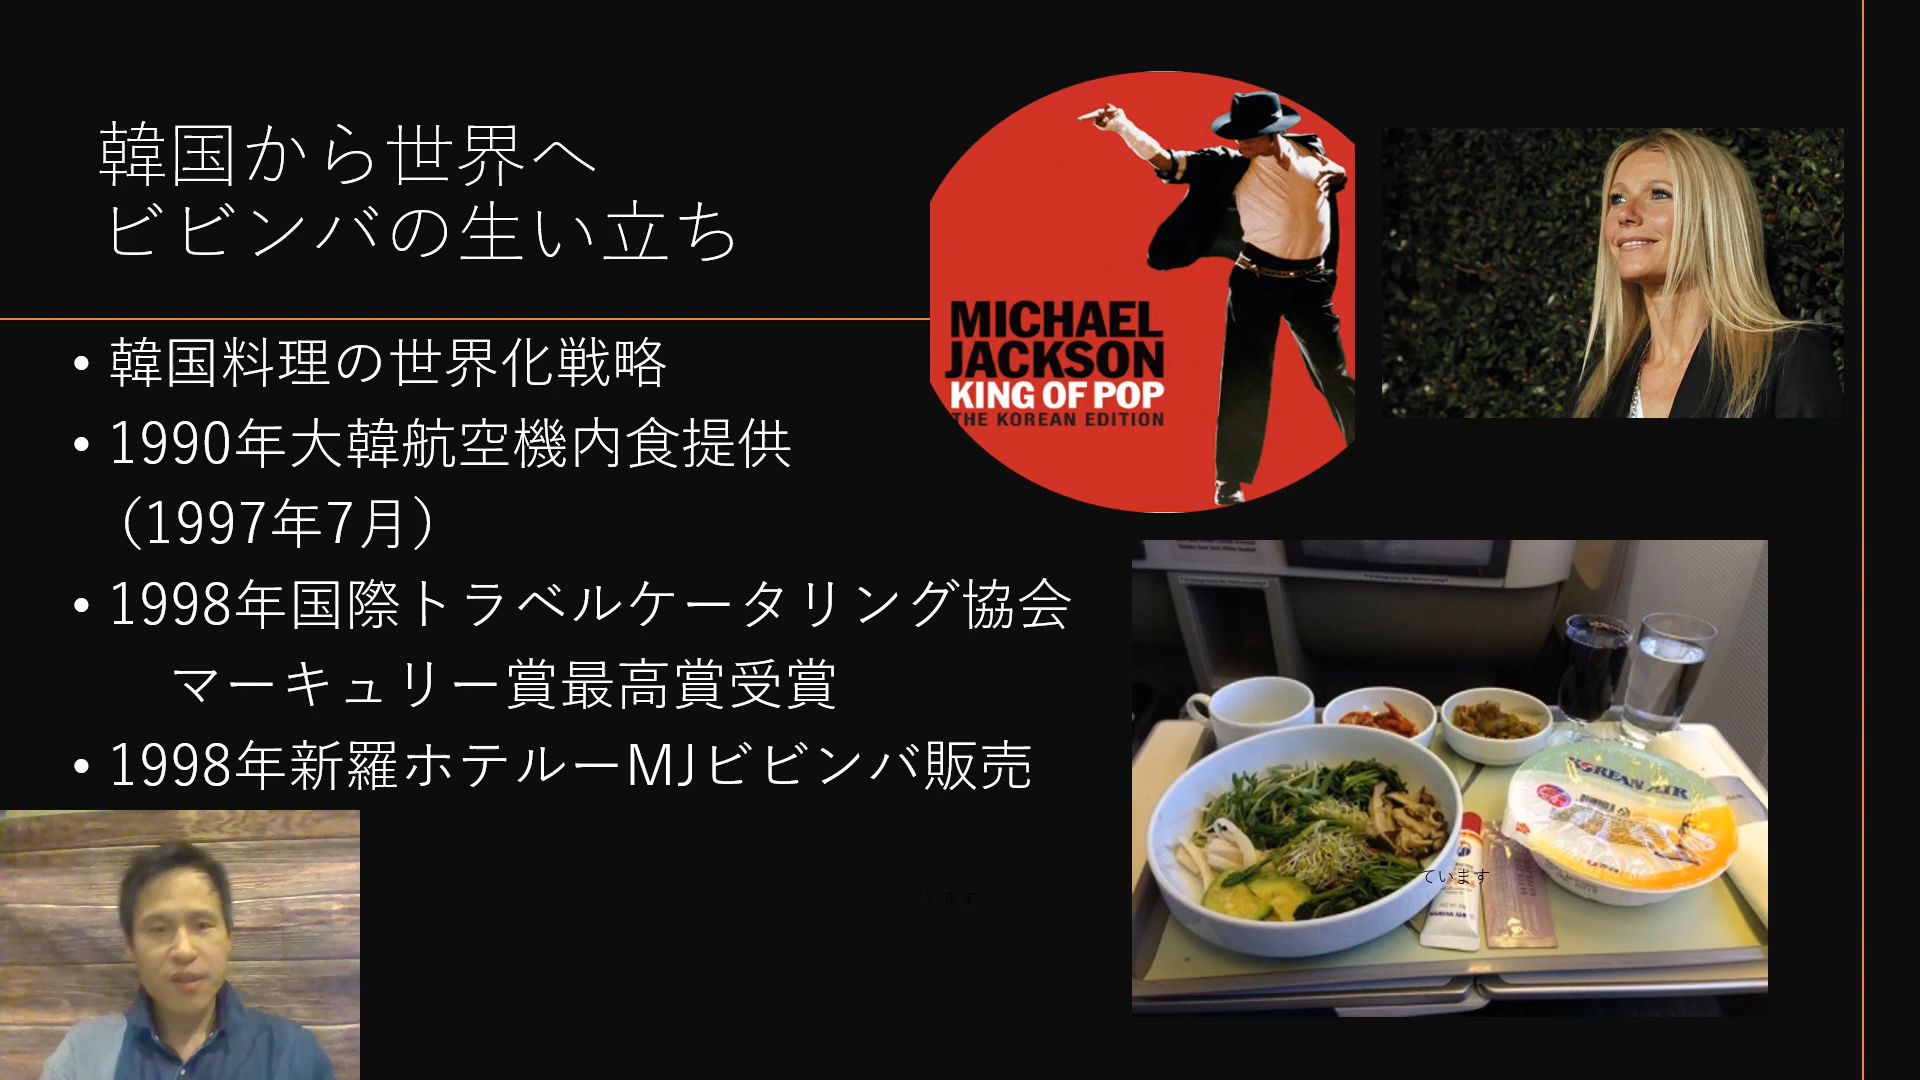 韓国から世界へ
ビビンバの生い立ち
• 韓国料理の世界化戦略
• 1990年大韓航空機内食提供
（1997年7月）
• 1998年国際トラベルケータリング協会
マーキュリー賞最高賞受賞
• 1998年新羅ホテルーMJビビンバ販売
MICHAEL
JACKSON
KING OF POP
THE KOREAN EDITION
KOREAN AIR
ています
います